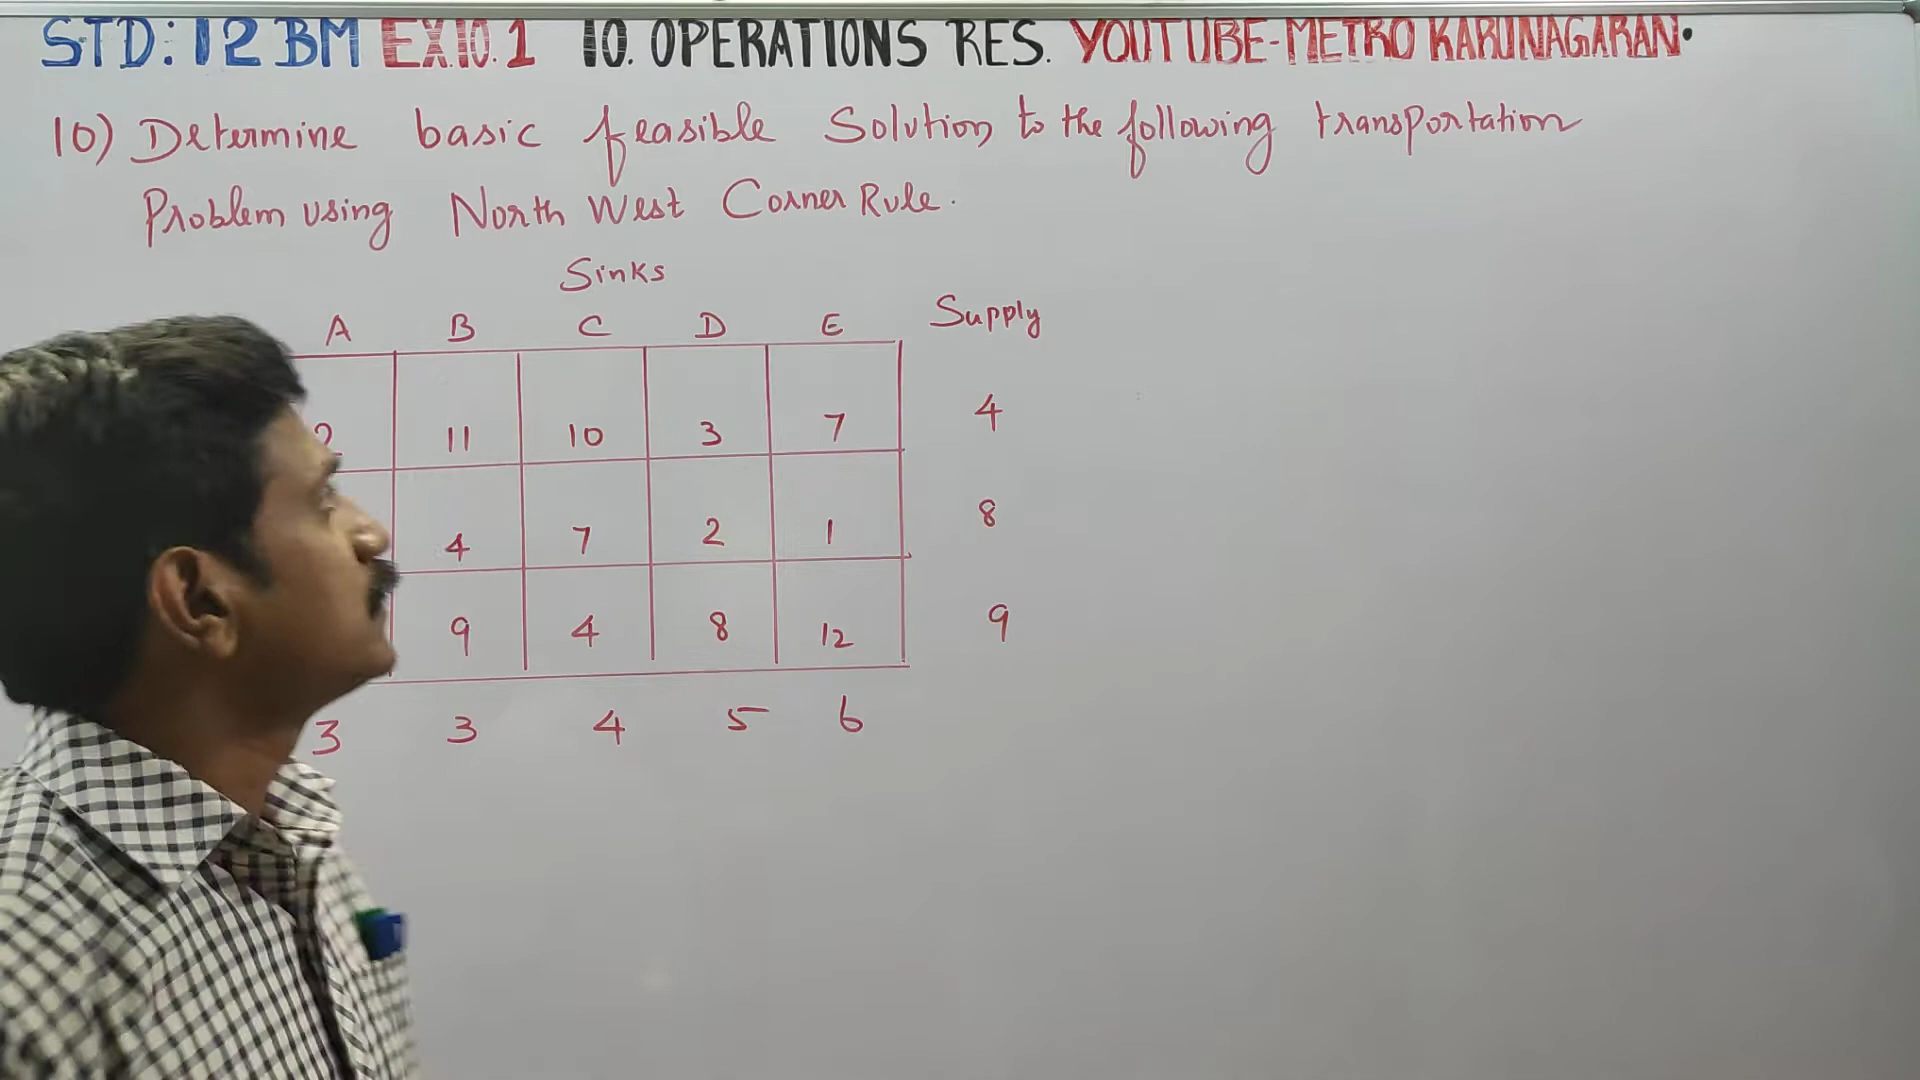 STD: 12 BM EX.10.1 10. OPERATIONS RES. YOUTUBE-METRO KARUNAGARAN.
10) Determine basic feasible Solution to the following transportation
Problem using North West Corner Rule.
Sinks
A B C D E Supply
2 11 10 3 7 4
4 7 2 1 8
9 4 8 12 9
3 3 4 5 6